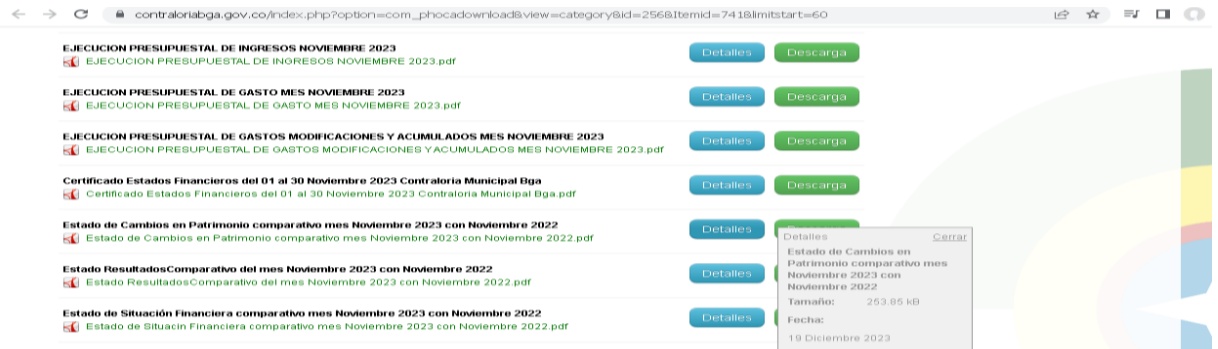 contraloriabga.gov.co/index.php?option=com_phocadownload&view=category&id=256&Itemid=741&limitstart=60
EJECUCION PRESUPUESTAL DE INGRESOS NOVIEMBRE 2023
EJECUCION PRESUPUESTAL DE INGRESOS NOVIEMBRE 2023.pdf
Detalles Descarga
EJECUCION PRESUPUESTAL DE GASTO MES NOVIEMBRE 2023
EJECUCION PRESUPUESTAL DE GASTO MES NOVIEMBRE 2023.pdf
Detalles Descarga
EJECUCION PRESUPUESTAL DE GASTOS MODIFICACIONES Y ACUMULADOS MES NOVIEMBRE 2023
EJECUCION PRESUPUESTAL DE GASTOS MODIFICACIONES Y ACUMULADOS MES NOVIEMBRE 2023.pdf
Detalles Descarga
Certificado Estados Financieros del 01 al 30 Noviembre 2023 Contraloria Municipal Bga
Certificado Estados Financieros del 01 al 30 Noviembre 2023 Contraloria Municipal Bga.pdf
Detalles Descarga
Estado de Cambios en Patrimonio comparativo mes Noviembre 2023 con Noviembre 2022
Estado de Cambios en Patrimonio comparativo mes Noviembre 2023 con Noviembre 2022.pdf
Detalles
Estado ResultadosComparativo del mes Noviembre 2023 con Noviembre 2022
Estado ResultadosComparativo del mes Noviembre 2023 con Noviembre 2022.pdf
Detalles
Estado de Situación Financiera comparativo mes Noviembre 2023 con Noviembre 2022
Estado de Situacin Financiera comparativo mes Noviembre 2023 con Noviembre 2022.pdf
Detalles
Detalles Cerrar
Estado de Cambios en
Patrimonio comparativo mes
Noviembre 2023 con
Noviembre 2022
Tamaño: 253.85 kB
Fecha:
19 Diciembre 2023